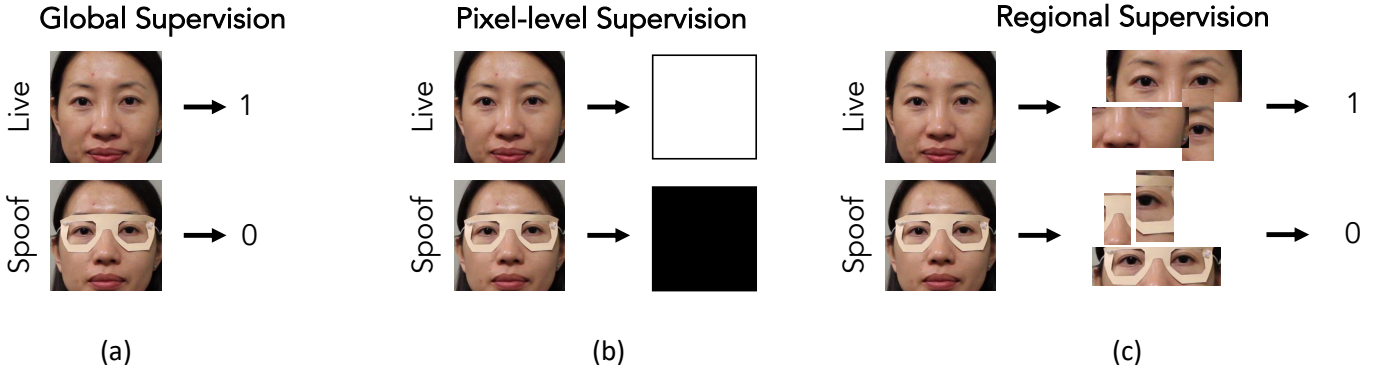 Global Supervision
Pixel-level Supervision
Regional Supervision
Live
1
Live
Live
1
Spoof
0
Spoof
Spoof
0
(a)
(b)
(c)